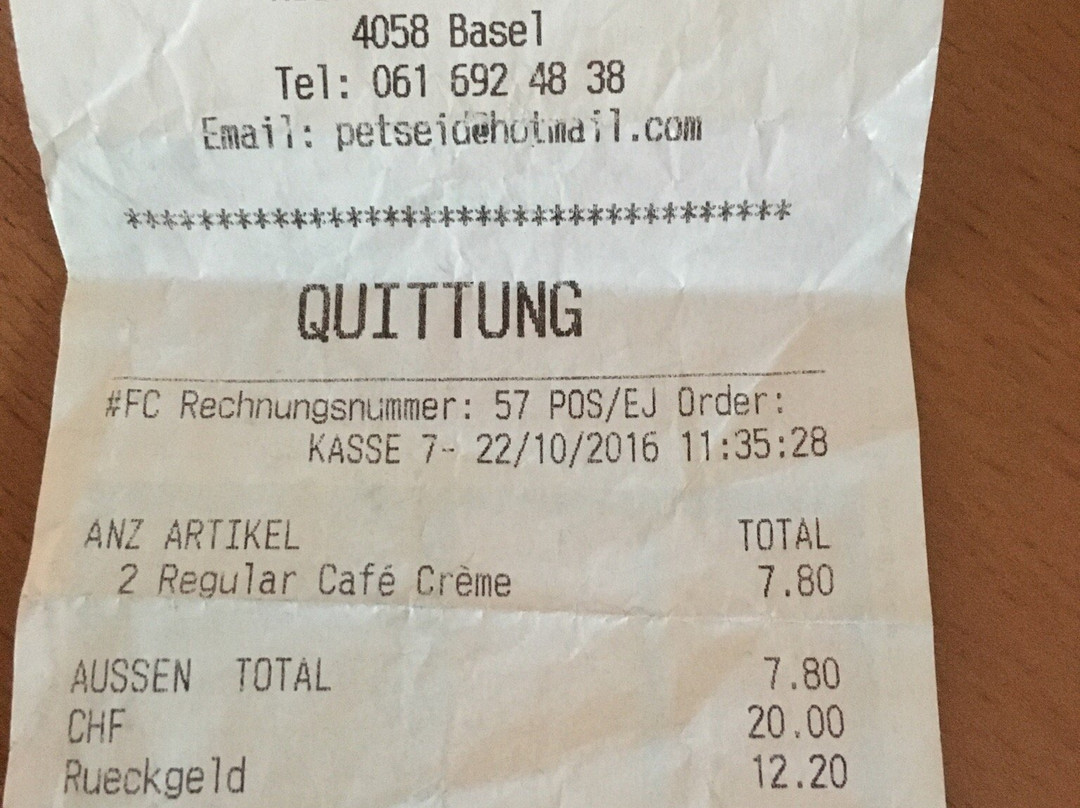 4058 Basel
Tel: 061 692 48 38
Email: petseid@hotmail.com
*************************************
QUITTUNG
#FC Rechnungsnummer: 57 POS/EJ Order:
KASSE 7- 22/10/2016 11:35:28
ANZ ARTIKEL TOTAL
2 Regular Café Crème 7.80
AUSSEN TOTAL 7.80
CHF 20.00
Rueckgeld 12.20